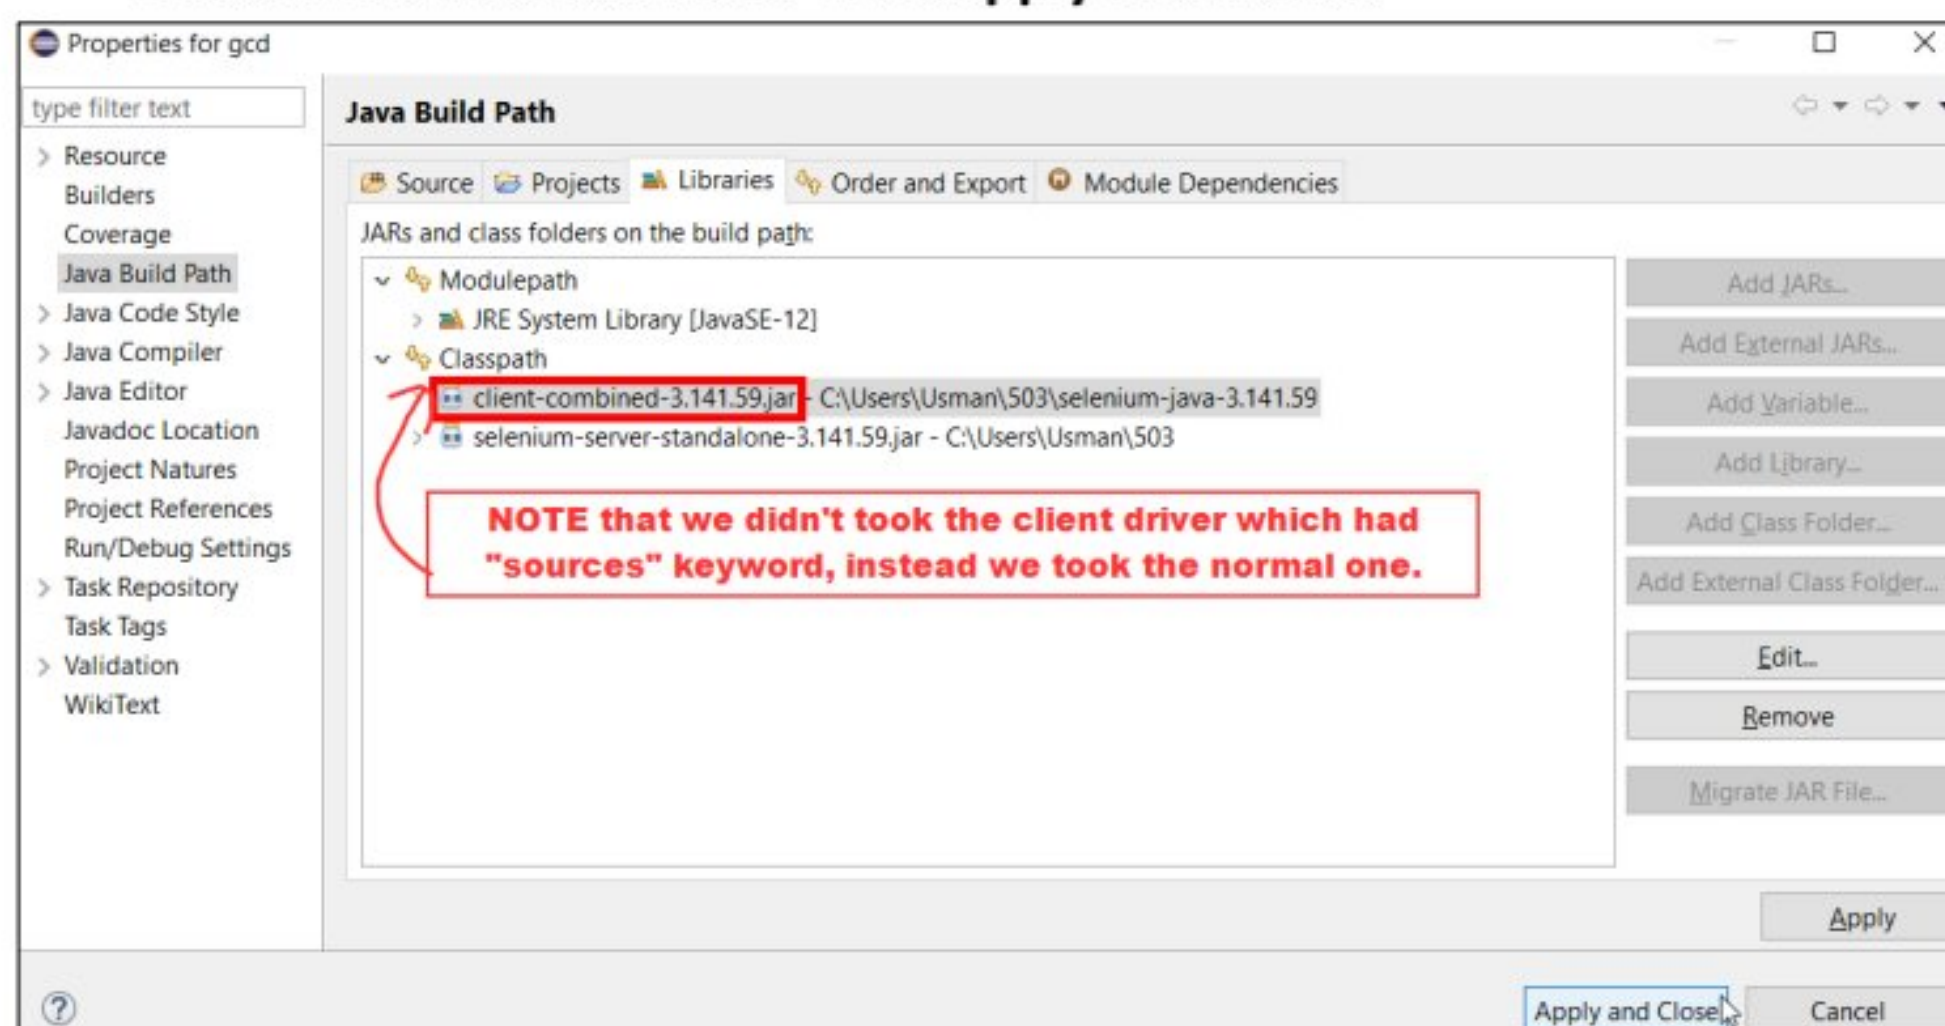 Properties for gcd
type filter text
Java Build Path
Resource
Builders
Coverage
Java Build Path
Java Code Style
Java Compiler
Java Editor
Javadoc Location
Project Natures
Project References
Run/Debug Settings
Task Repository
Task Tags
Validation
WikiText
Source Projects Libraries Order and Export Module Dependencies
JARs and class folders on the build path:
Modulepath
JRE System Library [JavaSE-12]
Classpath
client-combined-3.141.59.jar - C:\Users\Usman\503\selenium-java-3.141.59
selenium-server-standalone-3.141.59.jar - C:\Users\Usman\503
NOTE that we didn't took the client driver which had
"sources" keyword, instead we took the normal one.
Add JARs...
Add External JARs...
Add Variable...
Add Library...
Add Class Folder...
Add External Class Folder...
Edit...
Remove
Migrate JAR File...
Apply
Apply and Close
Cancel